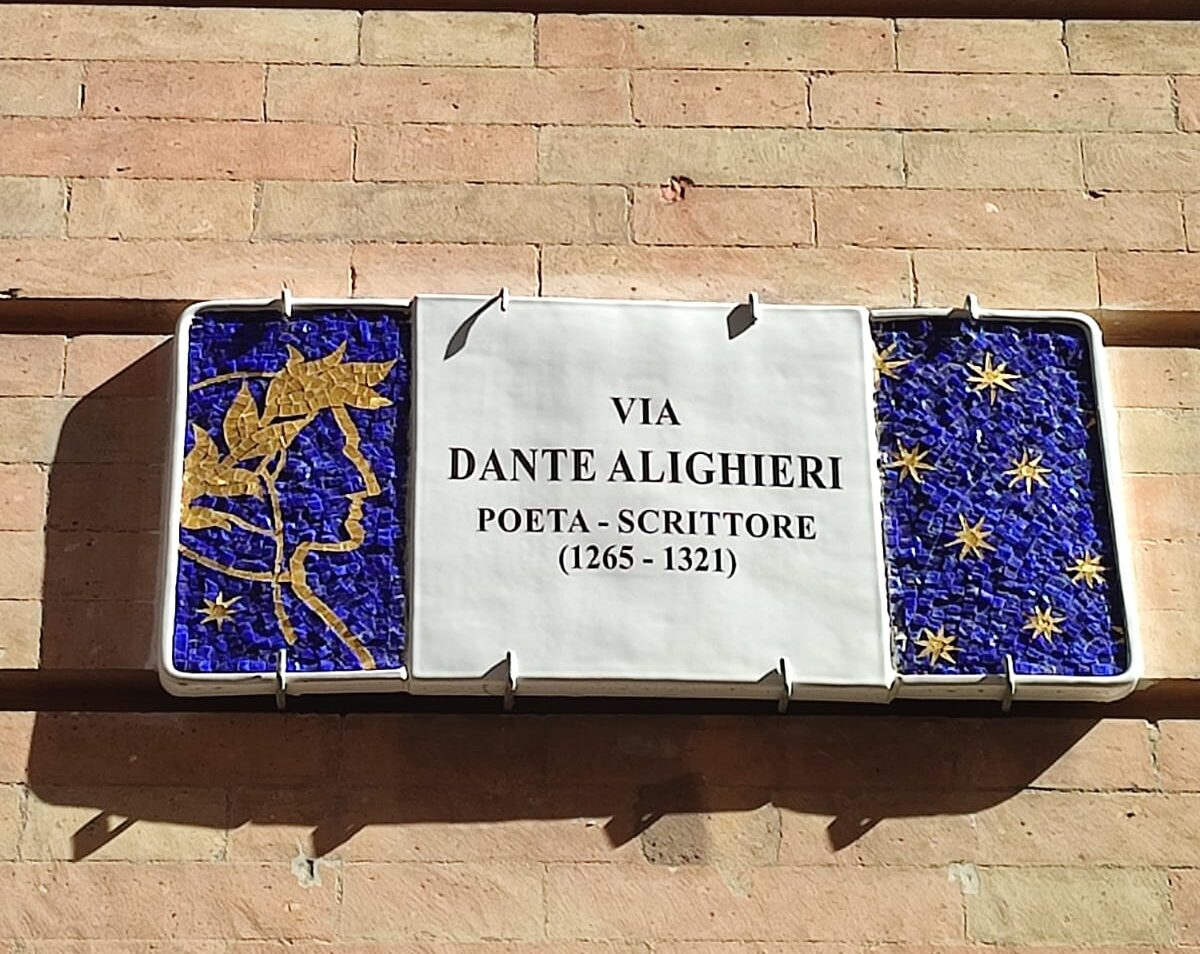 VIA
DANTE ALIGHIERI
POETA - SCRITTORE
(1265 - 1321)